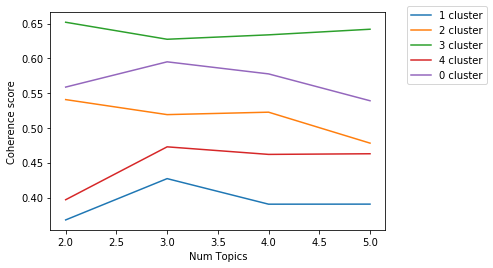 0.65
0.60
0.55
0.50
0.45
0.40
Coherence score
2.0 2.5 3.0 3.5 4.0 4.5 5.0
Num Topics
1 cluster
2 cluster
3 cluster
4 cluster
0 cluster